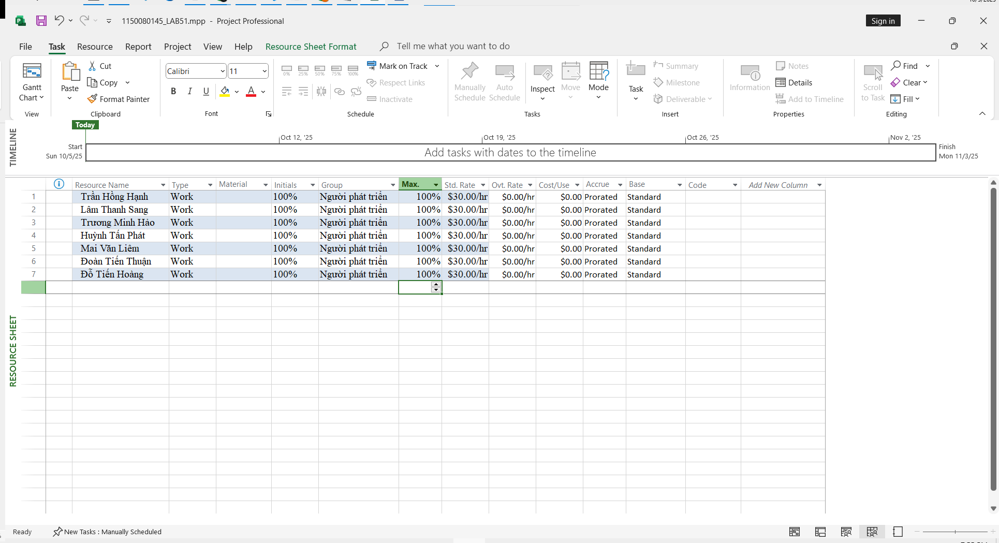 1150080145_LAB51.mpp - Project Professional
Sign in
File Task Resource Report Project View Help Resource Sheet Format Tell me what you want to do
Gantt Chart
View
Paste
Cut
Copy
Format Painter
Clipboard
Calibri 11
B I U A
Font
0% 25% 50% 75% 100%
Mark on Track
Respect Links
Inactivate
Schedule
Manually Schedule
Auto Schedule
Inspect
Move
Mode
Tasks
Task
Summary
Milestone
Deliverable
Insert
Information
Notes
Details
Add to Timeline
Properties
Scroll to Task
Find
Clear
Fill
Editing
TIMELINE
Today
Oct 12, '25 Oct 19, '25 Oct 26, '25 Nov 2, '25
Start
Sun 10/5/25
Add tasks with dates to the timeline
Finish
Mon 11/3/25
RESOURCE SHEET
Resource Name Type Material Initials Group Max. Std. Rate Ovt. Rate Cost/Use Accrue Base Code Add New Column
1 Trần Hồng Hạnh Work 100% Người phát triển 100% $30.00/hr $0.00/hr $0.00 Prorated Standard
2 Lâm Thanh Sang Work 100% Người phát triển 100% $30.00/hr $0.00/hr $0.00 Prorated Standard
3 Trương Minh Hảo Work 100% Người phát triển 100% $30.00/hr $0.00/hr $0.00 Prorated Standard
4 Huỳnh Tấn Phát Work 100% Người phát triển 100% $30.00/hr $0.00/hr $0.00 Prorated Standard
5 Mai Văn Liêm Work 100% Người phát triển 100% $30.00/hr $0.00/hr $0.00 Prorated Standard
6 Đoàn Tiến Thuận Work 100% Người phát triển 100% $30.00/hr $0.00/hr $0.00 Prorated Standard
7 Đỗ Tiến Hoàng Work 100% Người phát triển 100% $30.00/hr $0.00/hr $0.00 Prorated Standard
Ready New Tasks : Manually Scheduled